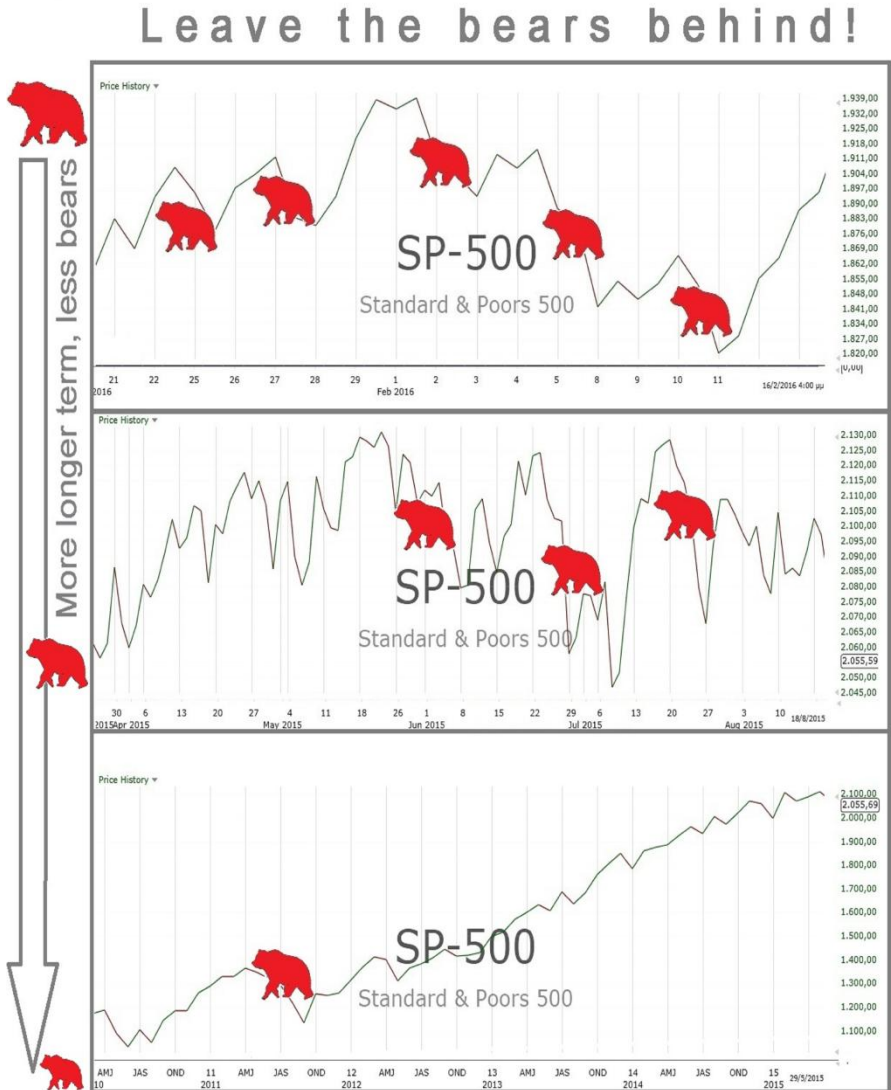 Leave the bears behind!
More longer term, less bears
Price History
1.939,00
1.932,00
1.925,00
1.918,00
1.911,00
1.904,00
1.897,00
1.890,00
1.883,00
1.876,00
1.869,00
1.862,00
1.855,00
1.848,00
1.841,00
1.834,00
1.827,00
1.820,00
[0,00]
SP-500
Standard & Poors 500
21 22 25 26 27 28 29 1 2 3 4 5 8 9 10 11
2016 Feb 2016 16/2/2016 4:00 μμ
Price History
2.130,00
2.125,00
2.120,00
2.115,00
2.110,00
2.105,00
2.100,00
2.095,00
2.090,00
2.085,00
2.080,00
2.075,00
2.070,00
2.065,00
2.060,00
2.055,59
2.050,00
2.045,00
SP-500
Standard & Poors 500
30 6 13 20 27 4 11 18 26 1 8 15 22 29 6 13 20 27 3 10
2015 Apr 2015 May 2015 Jun 2015 Jul 2015 Aug 2015 18/8/2015
Price History
2.100,00
2.055,69
2.000,00
1.900,00
1.800,00
1.700,00
1.600,00
1.500,00
1.400,00
1.300,00
1.200,00
1.100,00
SP-500
Standard & Poors 500
AMJ JAS OND 11 AMJ JAS OND 12 AMJ JAS OND 13 AMJ JAS OND 14 AMJ JAS OND 15
10 2011 2012 2013 2014 2015 29/5/2015